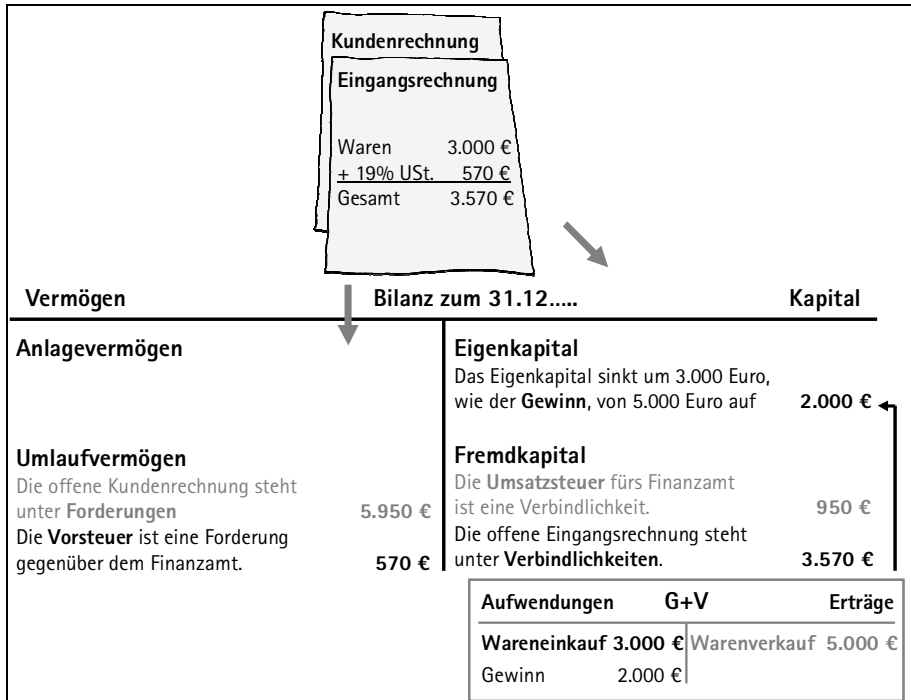 Kundenrechnung
Eingangsrechnung
Waren 3.000 €
+ 19% USt. 570 €
Gesamt 3.570 €
Vermögen Bilanz zum 31.12..... Kapital
Anlagevermögen
Umlaufvermögen
Die offene Kundenrechnung steht
unter Forderungen 5.950 €
Die Vorsteuer ist eine Forderung
gegenüber dem Finanzamt. 570 €
Eigenkapital
Das Eigenkapital sinkt um 3.000 Euro,
wie der Gewinn, von 5.000 Euro auf 2.000 €
Fremdkapital
Die Umsatzsteuer fürs Finanzamt
ist eine Verbindlichkeit. 950 €
Die offene Eingangsrechnung steht
unter Verbindlichkeiten. 3.570 €
Aufwendungen G+V Erträge
Wareneinkauf 3.000 € Warenverkauf 5.000 €
Gewinn 2.000 €